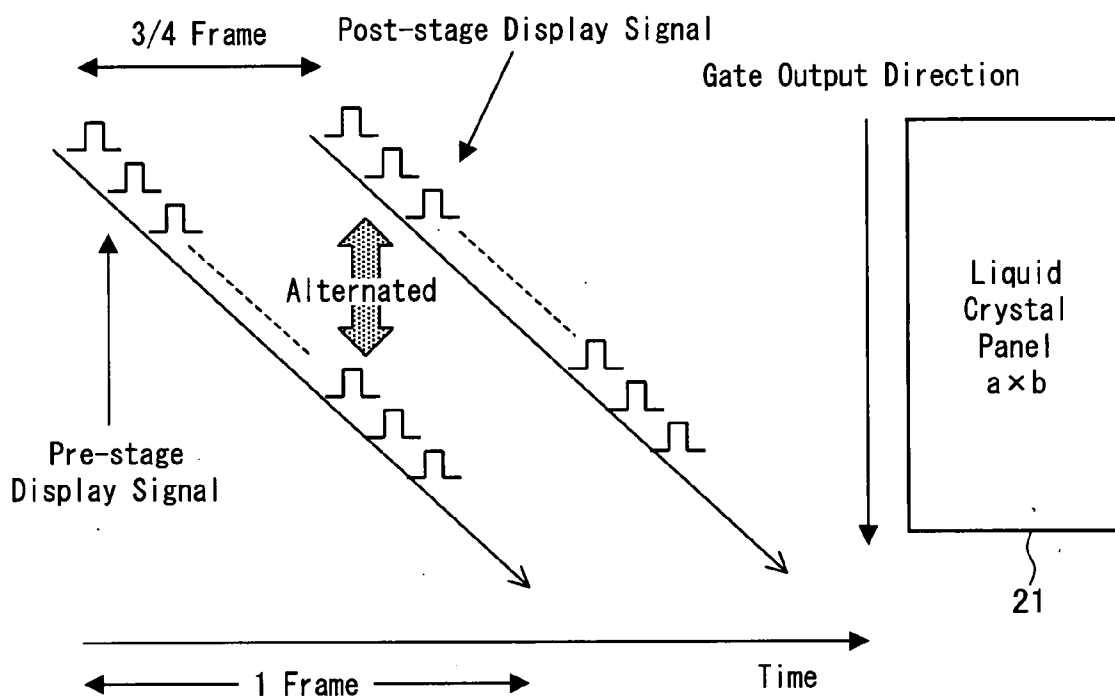 3/4 Frame
Post-stage Display Signal
Gate Output Direction
Alternated
Liquid
Crystal
Panel
a×b
Pre-stage
Display Signal
21
Time
1 Frame